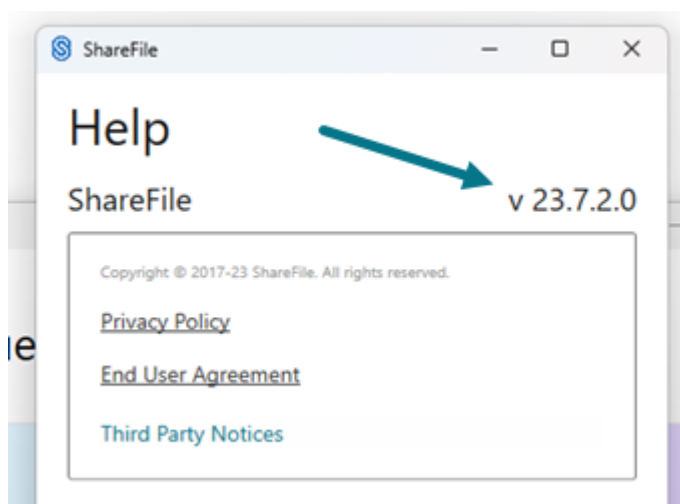 ShareFile
Help
ShareFile v 23.7.2.0
Copyright © 2017-23 ShareFile. All rights reserved.
Privacy Policy
End User Agreement
Third Party Notices